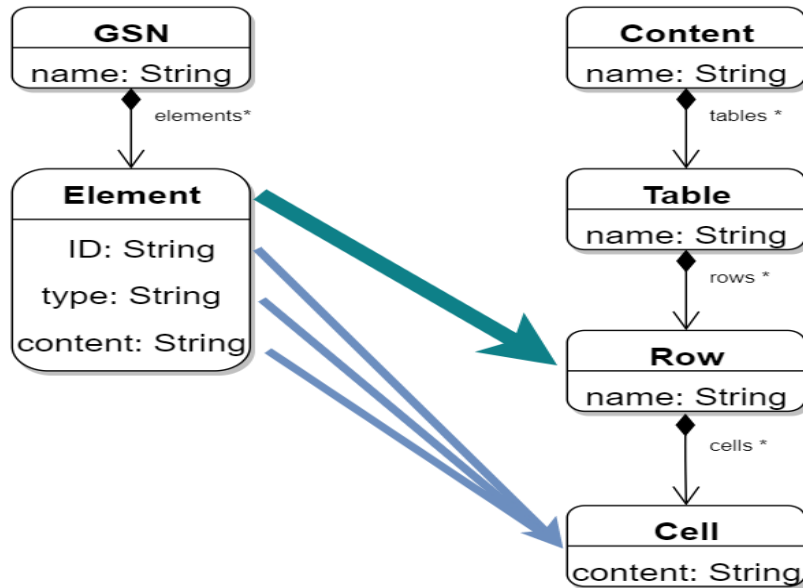 GSN
name: String
elements*
Element
ID: String
type: String
content: String
Content
name: String
tables *
Table
name: String
rows *
Row
name: String
cells *
Cell
content: String